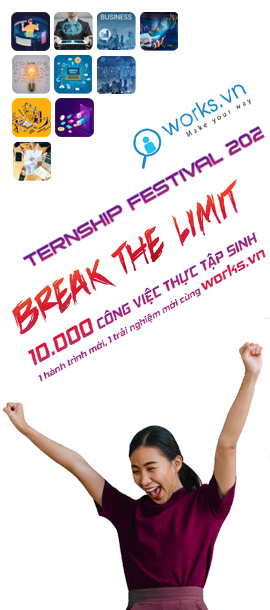 BUSINESS
works.vn
Make your way
TERNSHIP FESTIVAL 202
BREAK THE LIMIT
10.000 CÔNG VIỆC THỰC TẬP SINH
1 hành trình mới, 1 trải nghiệm mới cùng works.vn